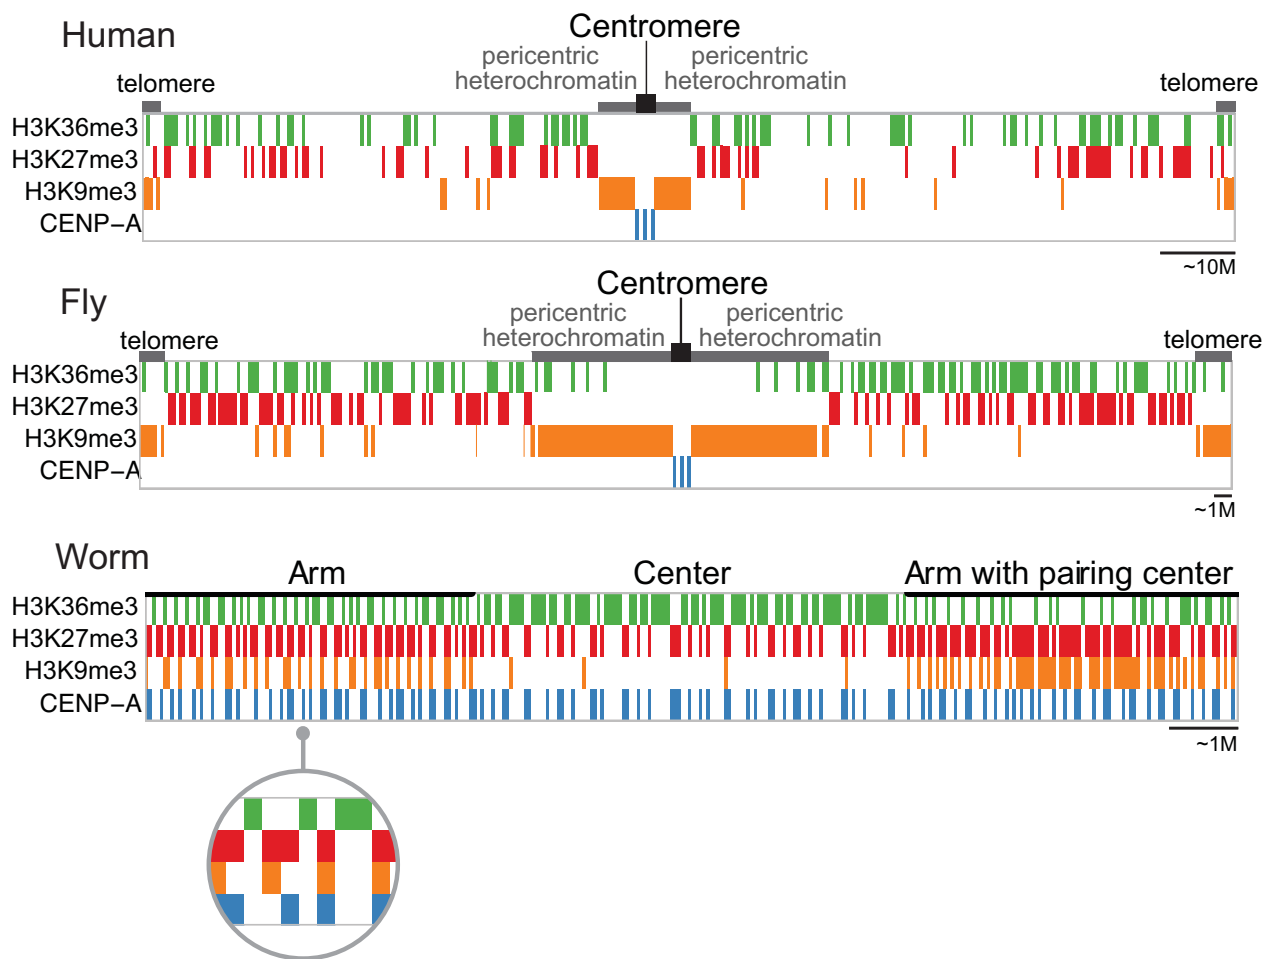 Human
Centromere
pericentric heterochromatin
pericentric heterochromatin
telomere
telomere
H3K36me3
H3K27me3
H3K9me3
CENP–A
~10M
Fly
Centromere
pericentric heterochromatin
pericentric heterochromatin
telomere
telomere
H3K36me3
H3K27me3
H3K9me3
CENP–A
~1M
Worm
Arm
Center
Arm with pairing center
H3K36me3
H3K27me3
H3K9me3
CENP–A
~1M